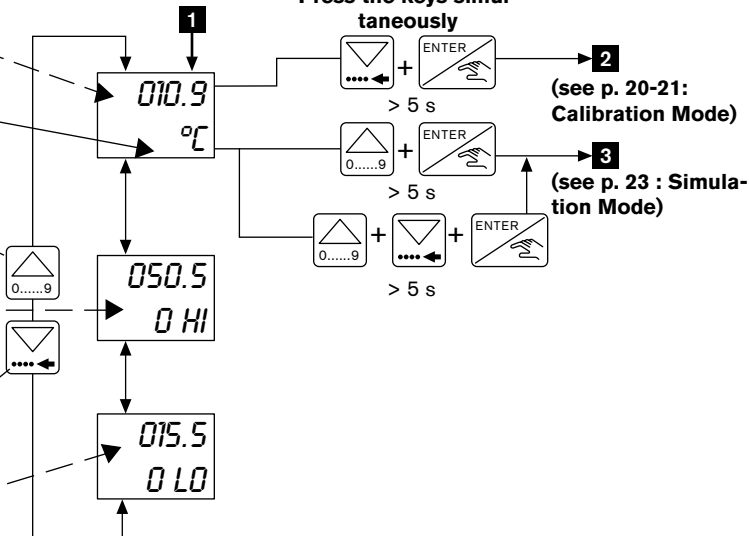 Press the keys simul-
taneously
1
010.9
°C
ENTER
+
> 5 s
2
(see p. 20-21:
Calibration Mode)
0......9
+
ENTER
> 5 s
3
(see p. 23 : Simula-
tion Mode)
0......9
+
+
ENTER
> 5 s
0......9
050.5
0 HI
015.5
0 LO